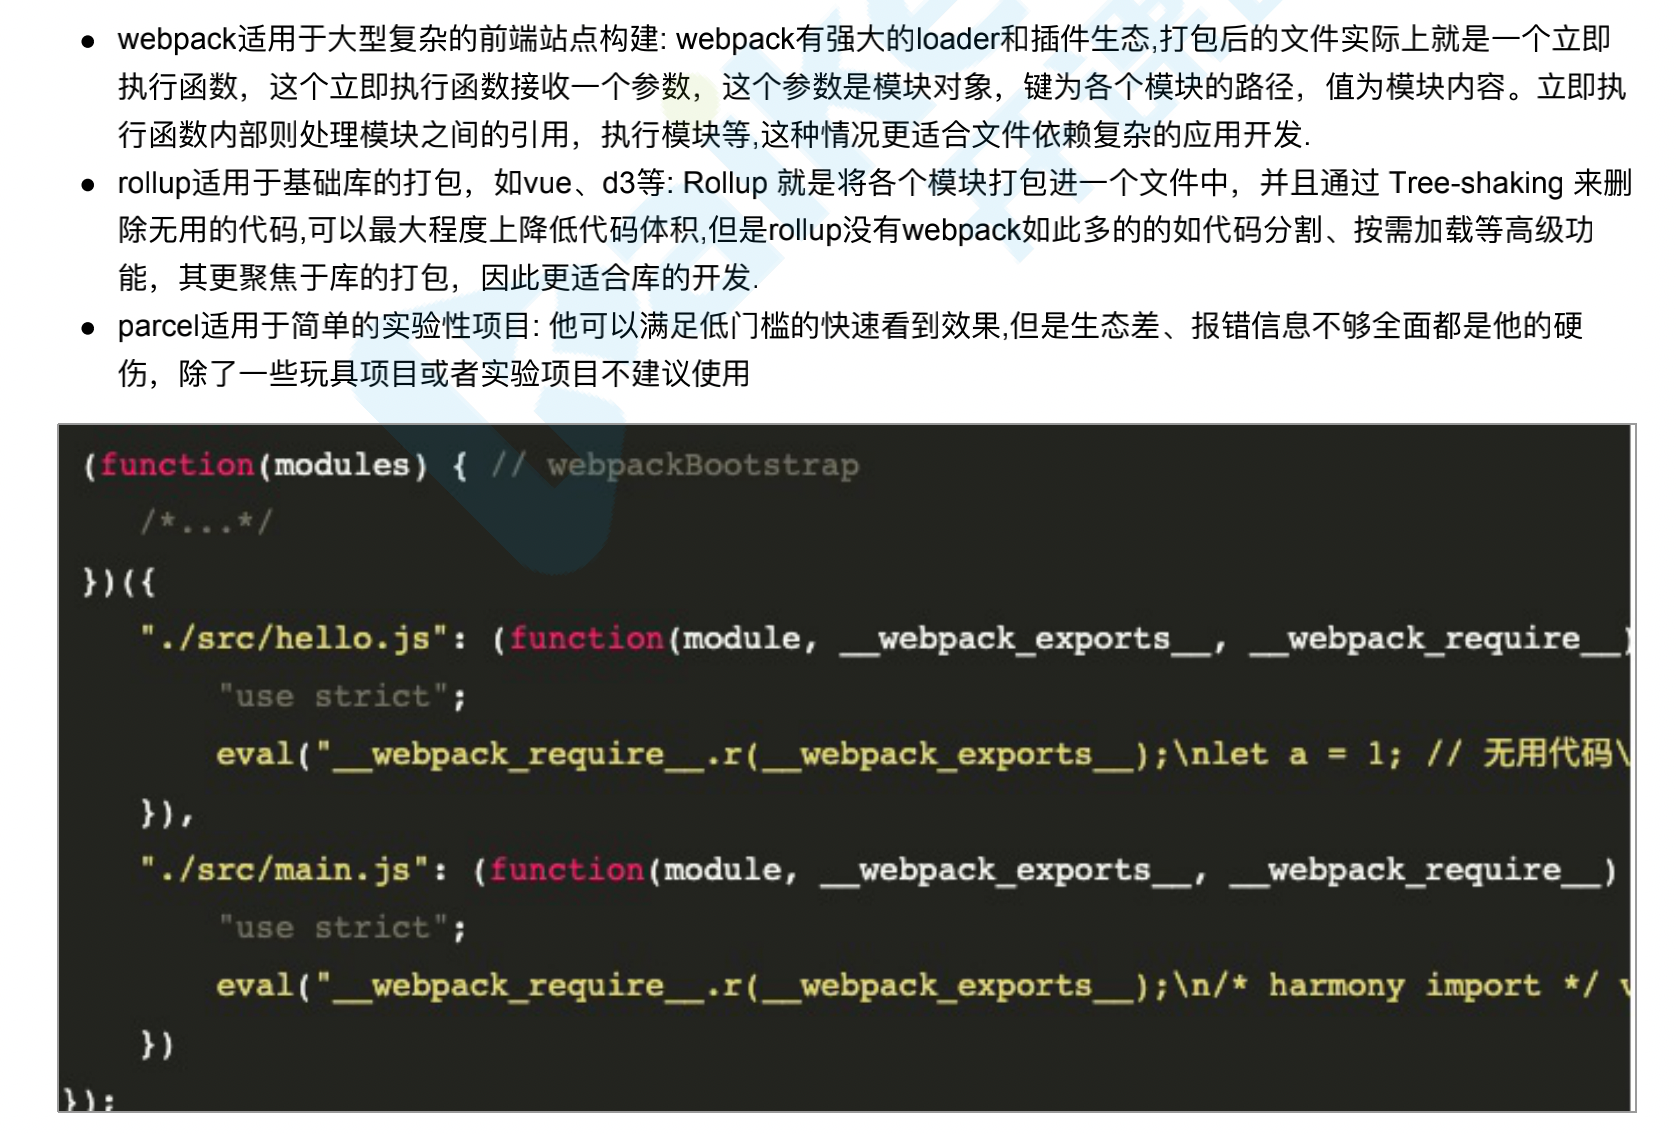 ● webpack适用于大型复杂的前端站点构建: webpack有强大的loader和插件生态,打包后的文件实际上就是一个立即
执行函数，这个立即执行函数接收一个参数，这个参数是模块对象，键为各个模块的路径，值为模块内容。立即执
行函数内部则处理模块之间的引用，执行模块等,这种情况更适合文件依赖复杂的应用开发.
● rollup适用于基础库的打包，如vue、d3等: Rollup 就是将各个模块打包进一个文件中，并且通过 Tree-shaking 来删
除无用的代码,可以最大程度上降低代码体积,但是rollup没有webpack如此多的的如代码分割、按需加载等高级功
能，其更聚焦于库的打包，因此更适合库的开发.
● parcel适用于简单的实验性项目: 他可以满足低门槛的快速看到效果,但是生态差、报错信息不够全面都是他的硬
伤，除了一些玩具项目或者实验项目不建议使用
(function(modules) { // webpackBootstrap
/*...*/
})({
"./src/hello.js": (function(module, __webpack_exports__, __webpack_require__)
"use strict";
eval("__webpack_require__.r(__webpack_exports__);\nlet a = 1; // 无用代码\
}),
"./src/main.js": (function(module, __webpack_exports__, __webpack_require__)
"use strict";
eval("__webpack_require__.r(__webpack_exports__);\n/* harmony import */
})
});